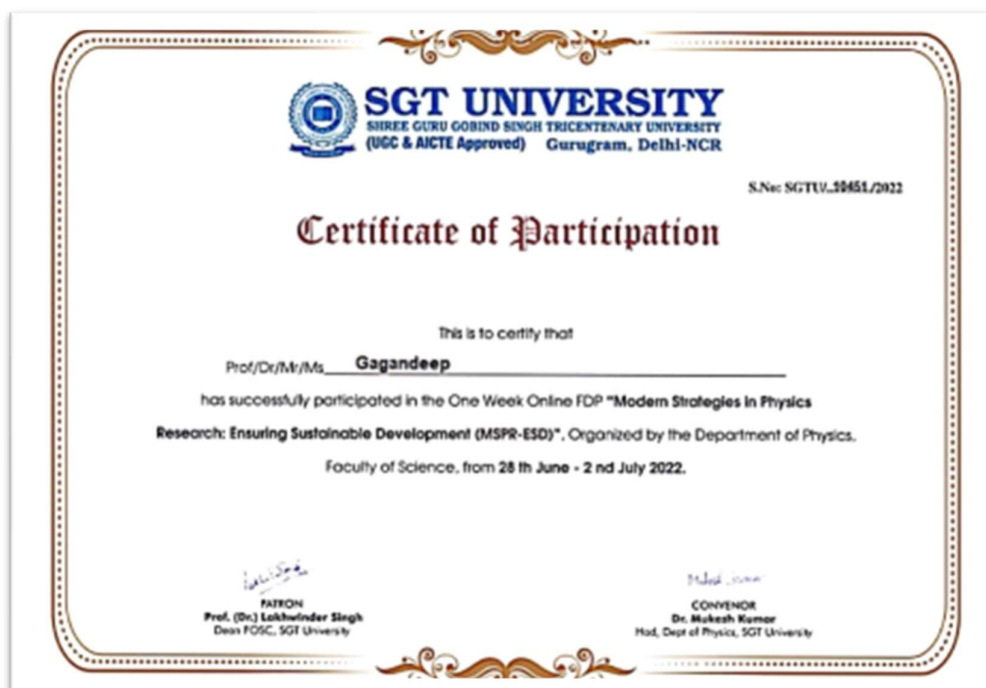 SGT UNIVERSITY
SHREE GURU GOBIND SINGH TRICENTENARY UNIVERSITY
(UGC & AICTE Approved) Gurugram, Delhi-NCR
S.No: SGTU/..10451./2022
Certificate of Participation
This is to certify that
Prof/Dr/Mr/Ms Gagandeep
has successfully participated in the One Week Online FDP "Modern Strategies in Physics
Research: Ensuring Sustainable Development (MSPR-ESD)", Organized by the Department of Physics,
Faculty of Science, from 28 th June - 2 nd July 2022.
PATRON
Prof. (Dr.) Lakhwinder Singh
Dean FOSC, SGT University
CONVENOR
Dr. Mukesh Kumar
Hod, Dept of Physics, SGT University